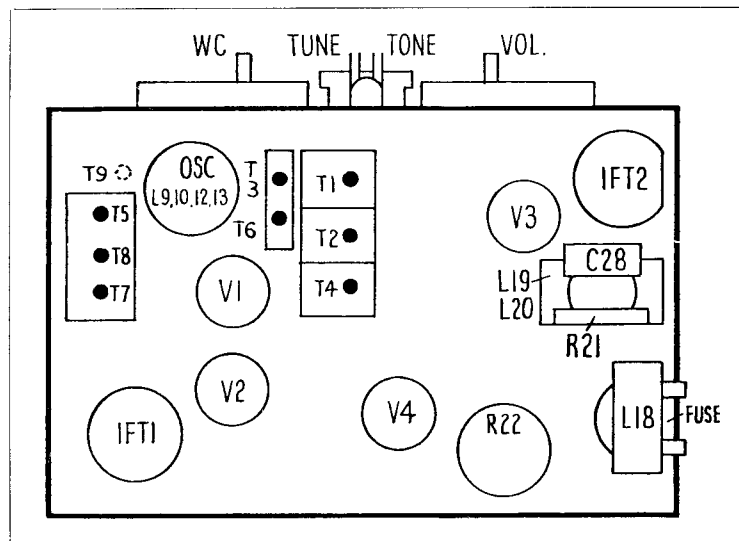 WC TUNE TONE VOL.
T9
OSC
L9,10,12,13
T
3
T6
T1
T2
T4
T5
T8
T7
V1
V2
IFT1
V3
IFT2
C28
L19
L20
R21
V4
R22
L18
FUSE